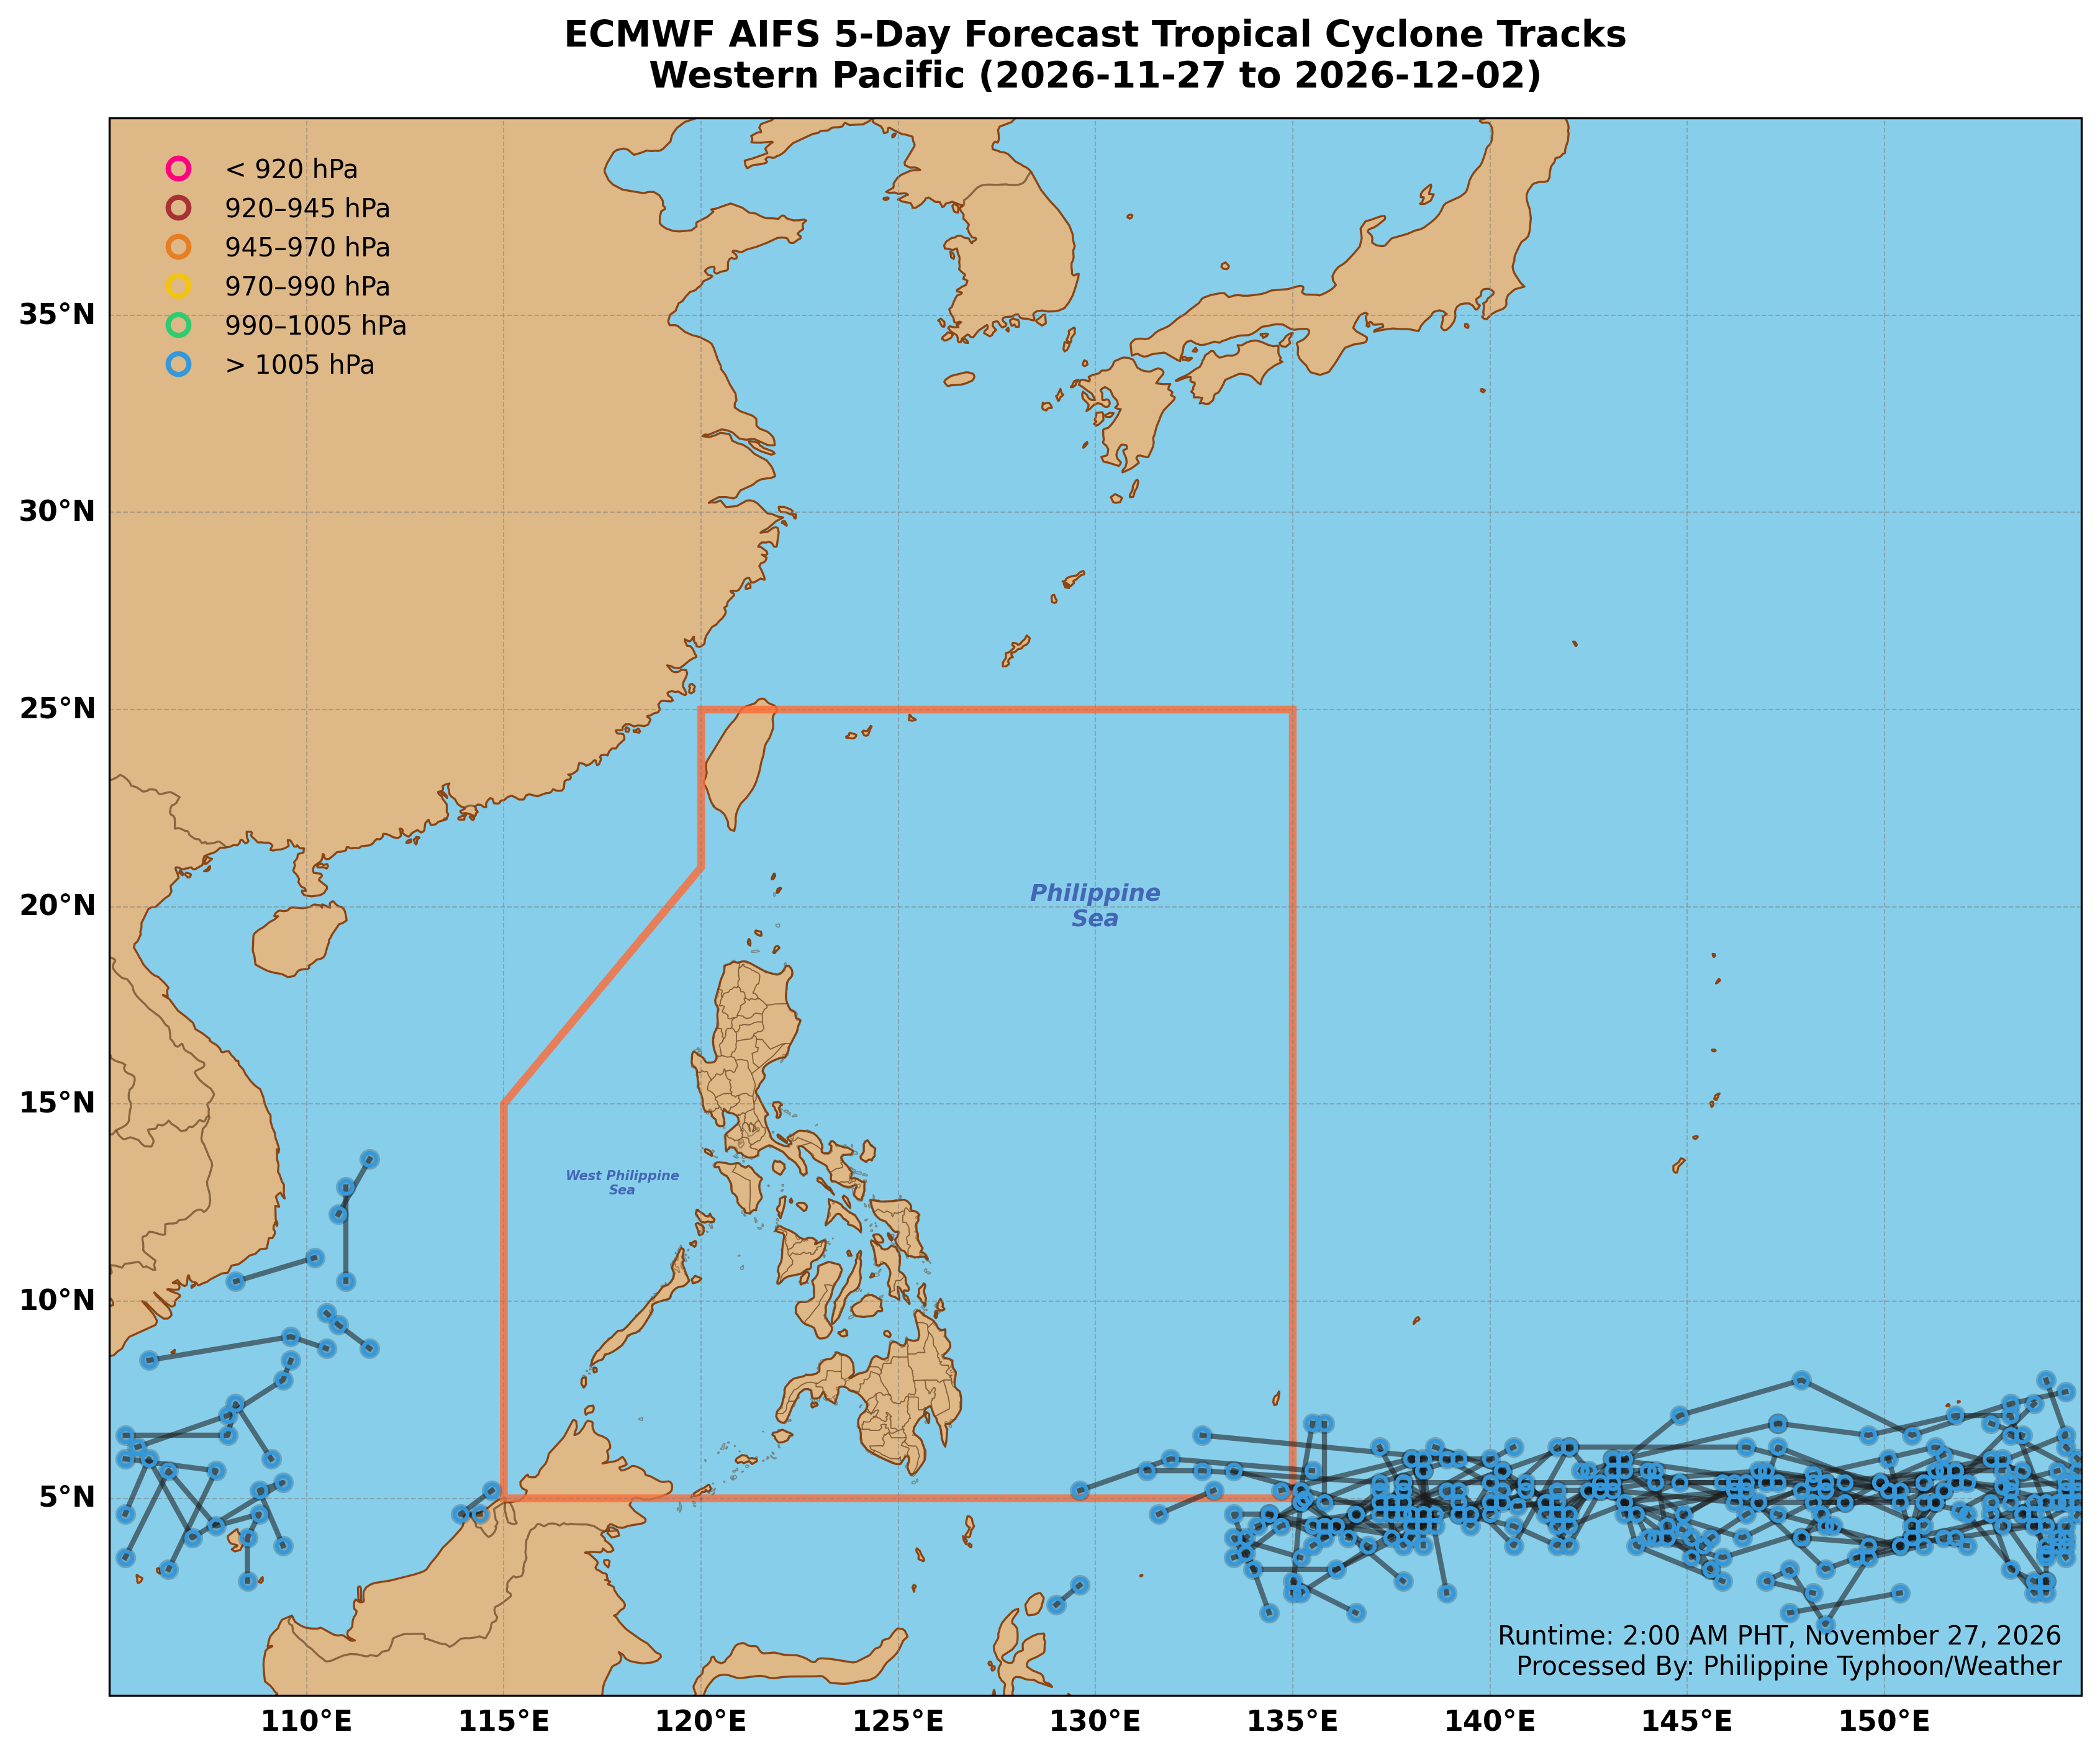 ECMWF AIFS 5-Day Forecast Tropical Cyclone Tracks
Western Pacific (2026-11-27 to 2026-12-02)
< 920 hPa
920–945 hPa
945–970 hPa
970–990 hPa
990–1005 hPa
> 1005 hPa
35°N
30°N
25°N
20°N
15°N
10°N
5°N
Philippine
Sea
West Philippine
Sea
Runtime: 2:00 AM PHT, November 27, 2026
Processed By: Philippine Typhoon/Weather
110°E
115°E
120°E
125°E
130°E
135°E
140°E
145°E
150°E